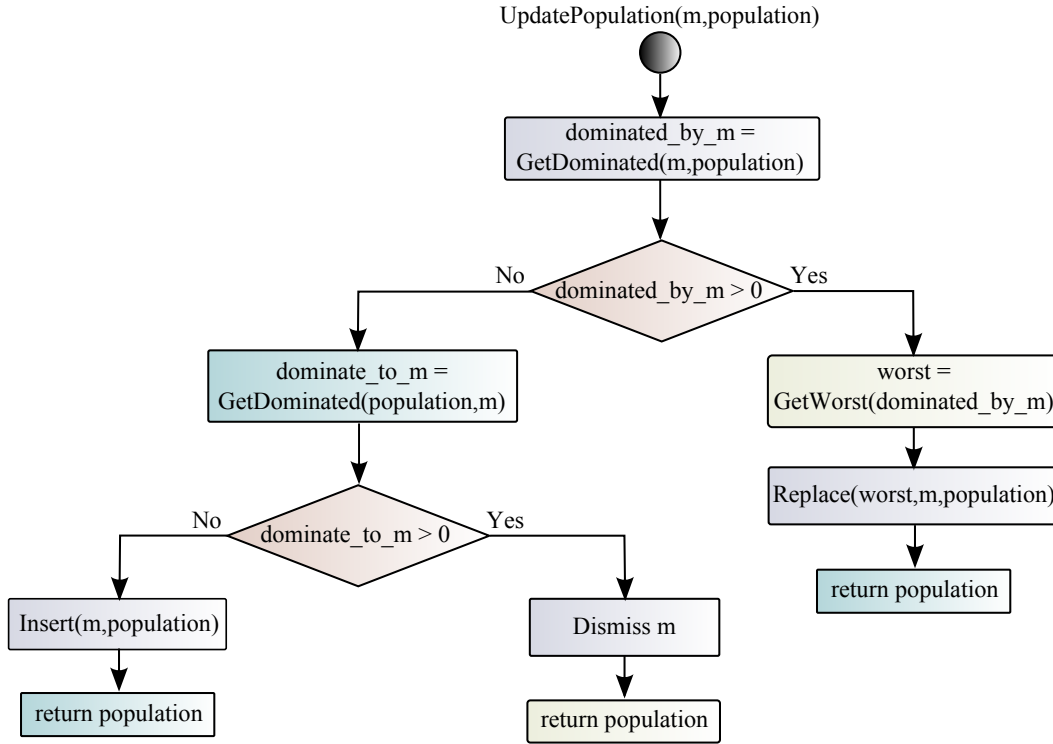 UpdatePopulation(m,population)
dominated_by_m =
GetDominated(m,population)
No
Yes
dominated_by_m > 0
dominate_to_m =
GetDominated(population,m)
worst =
GetWorst(dominated_by_m)
Replace(worst,m,population)
No
Yes
dominate_to_m > 0
return population
Insert(m,population)
Dismiss m
return population
return population